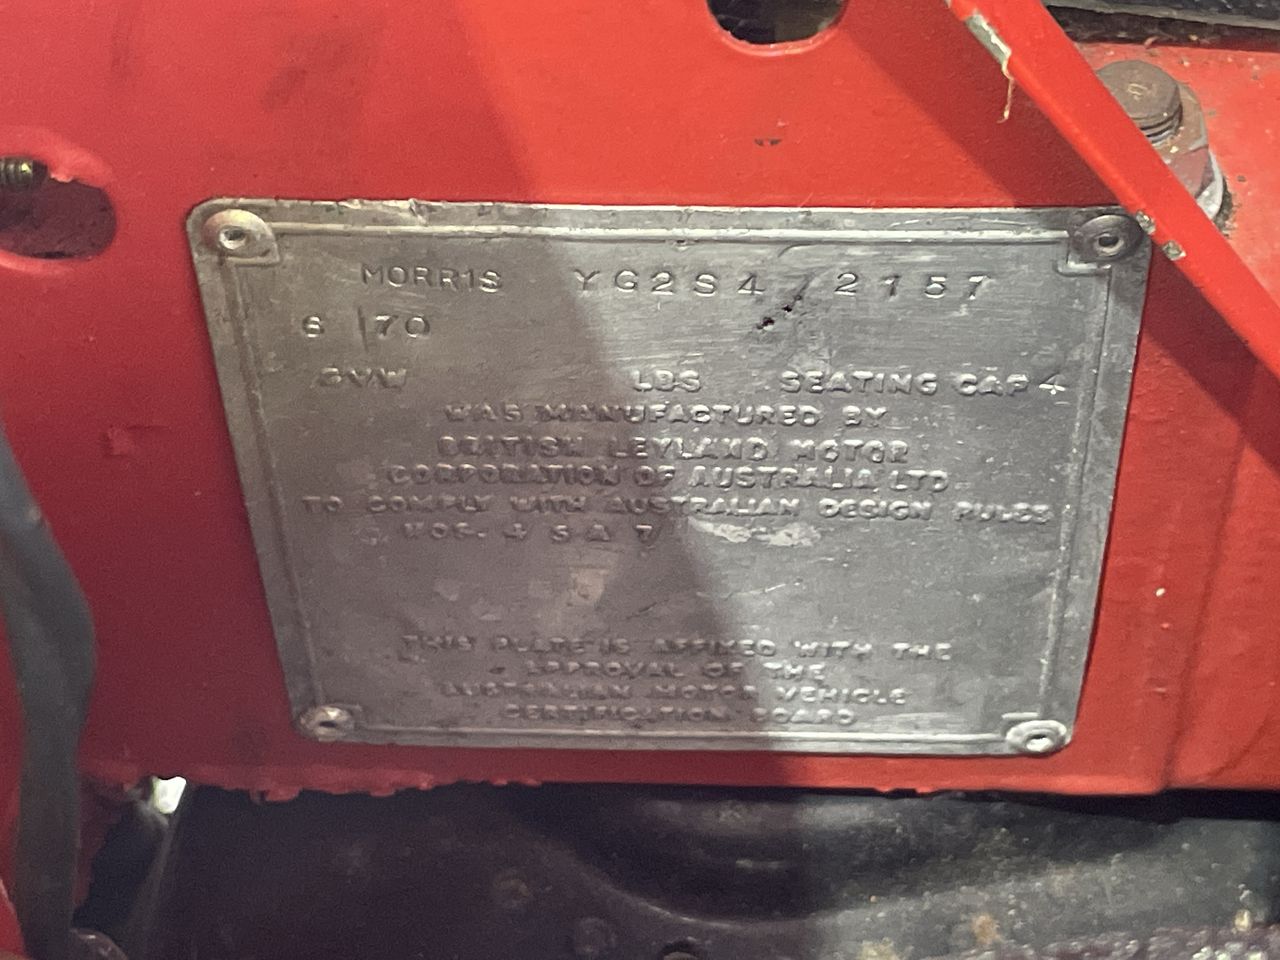 MORRIS YG2S4 / 2157
6 / 70
GVW LBS SEATING CAP 4
WAS MANUFACTURED BY
BRITISH LEYLAND MOTOR
CORPORATION OF AUSTRALIA LTD
TO COMPLY WITH AUSTRALIAN DESIGN RULES
NOS. 4 5 A 7
THIS PLATE IS AFFIXED WITH THE
APPROVAL OF THE
AUSTRALIAN MOTOR VEHICLE
CERTIFICATION BOARD